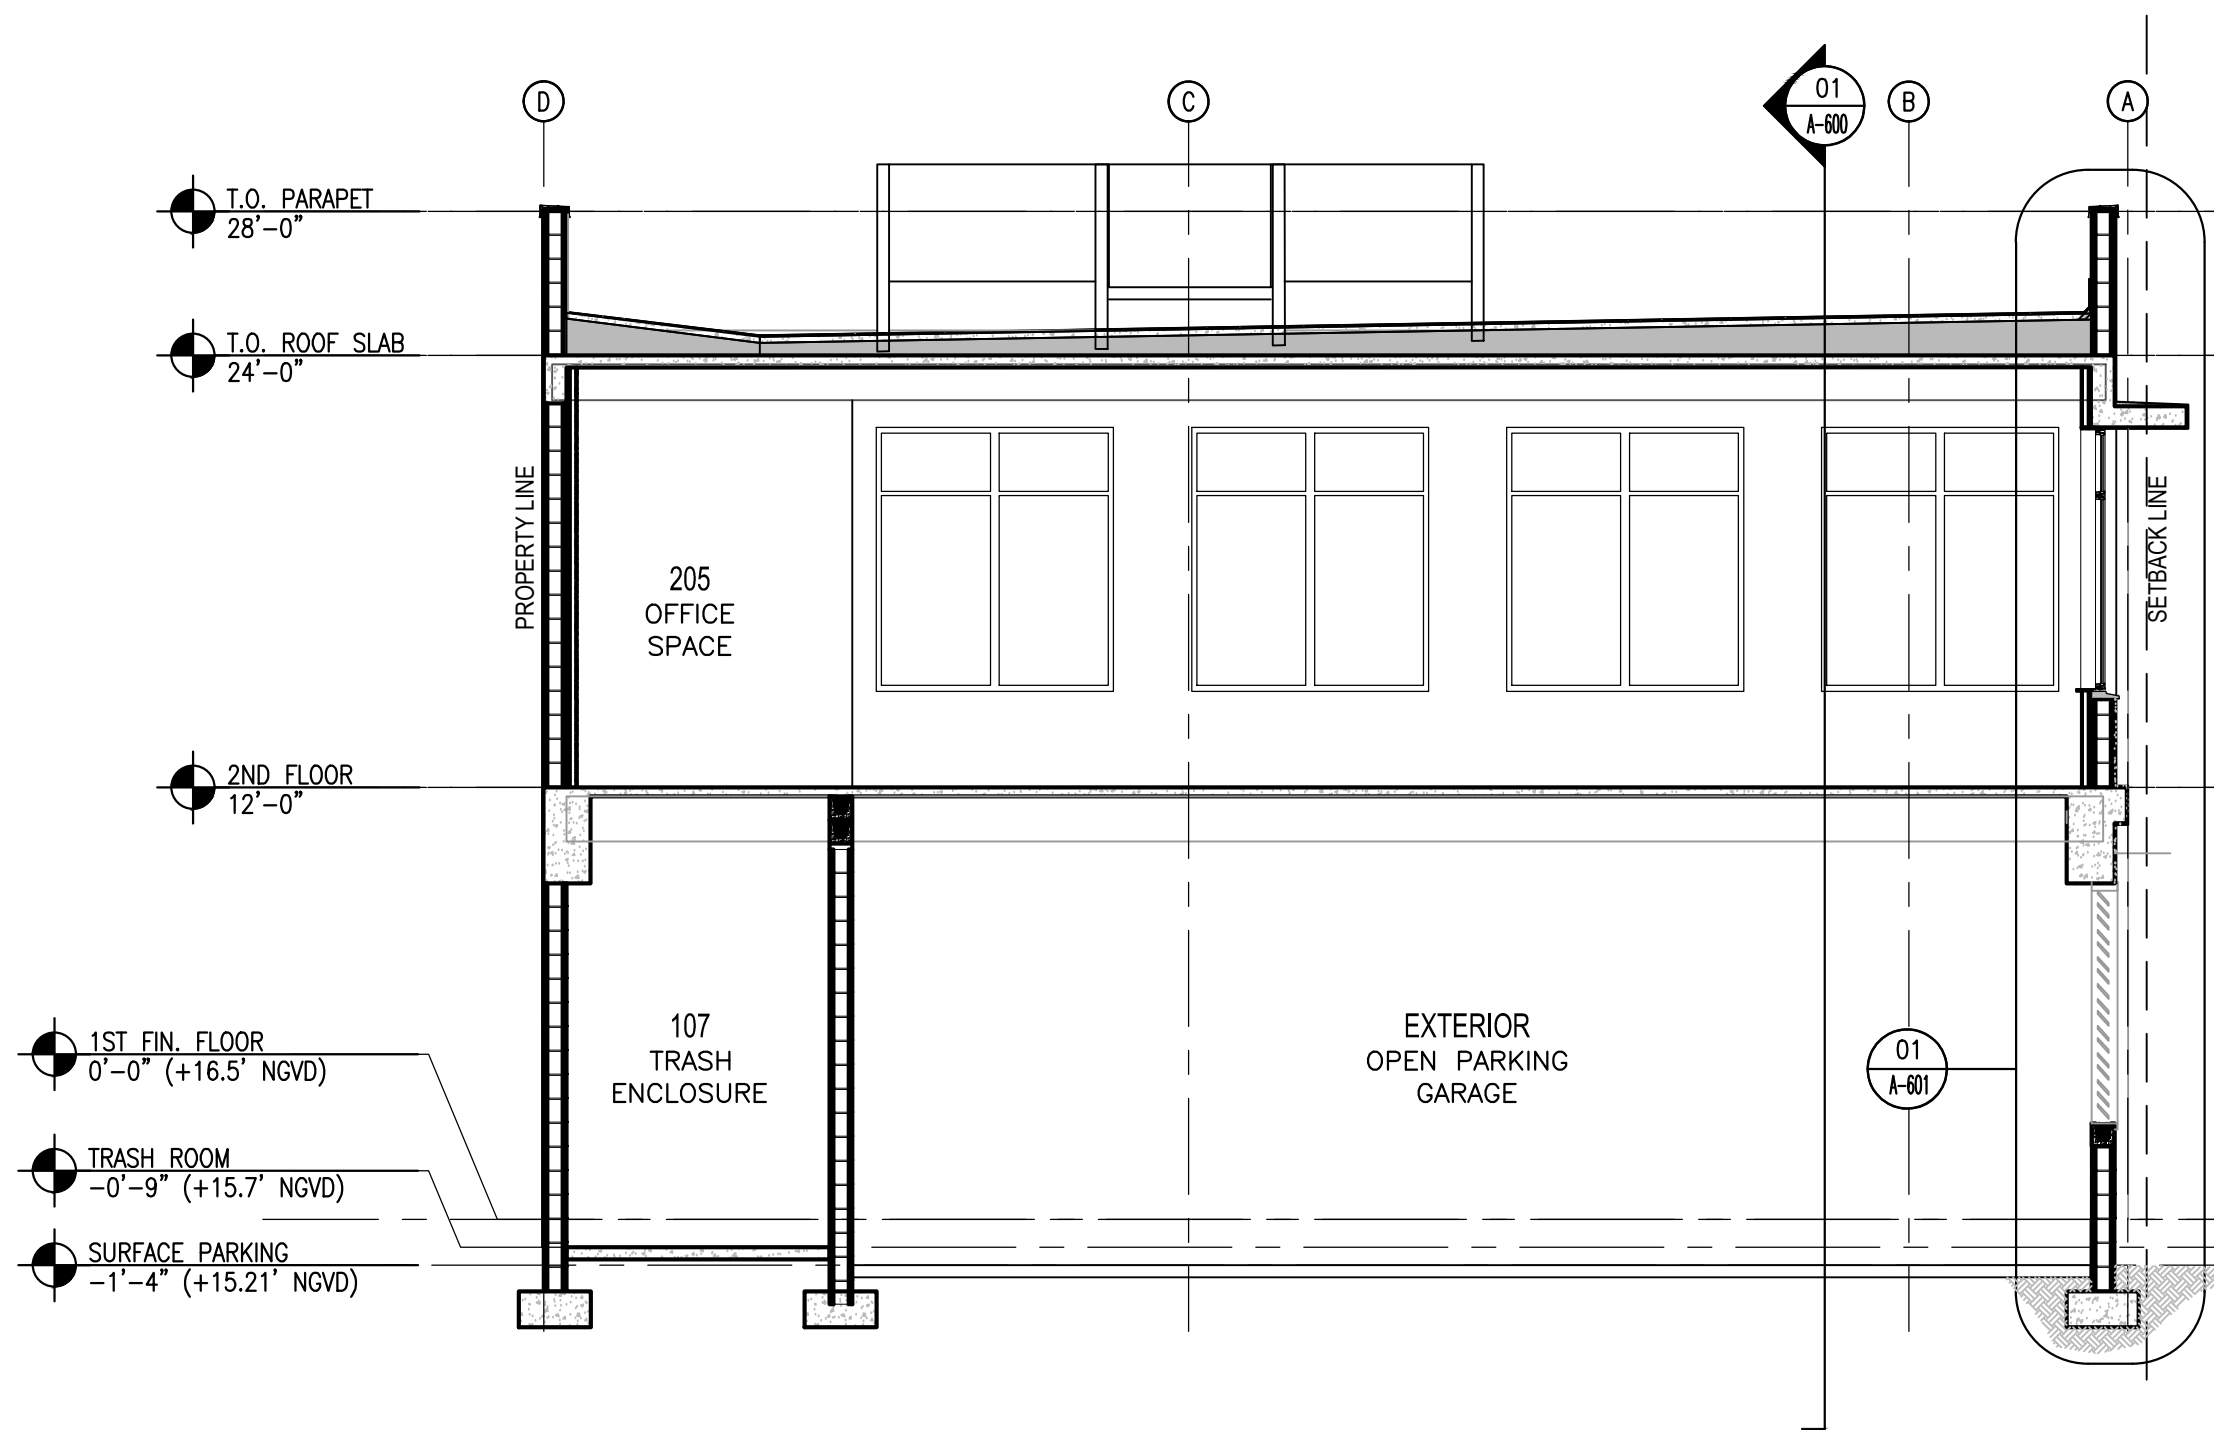 D
C
01
A-600
B
A
T.O. PARAPET
28'-0"
T.O. ROOF SLAB
24'-0"
PROPERTY LINE
SETBACK LINE
205
OFFICE
SPACE
2ND FLOOR
12'-0"
107
TRASH
ENCLOSURE
EXTERIOR
OPEN PARKING
GARAGE
01
A-601
1ST FIN. FLOOR
0'-0" (+16.5' NGVD)
TRASH ROOM
-0'-9" (+15.7' NGVD)
SURFACE PARKING
-1'-4" (+15.21' NGVD)